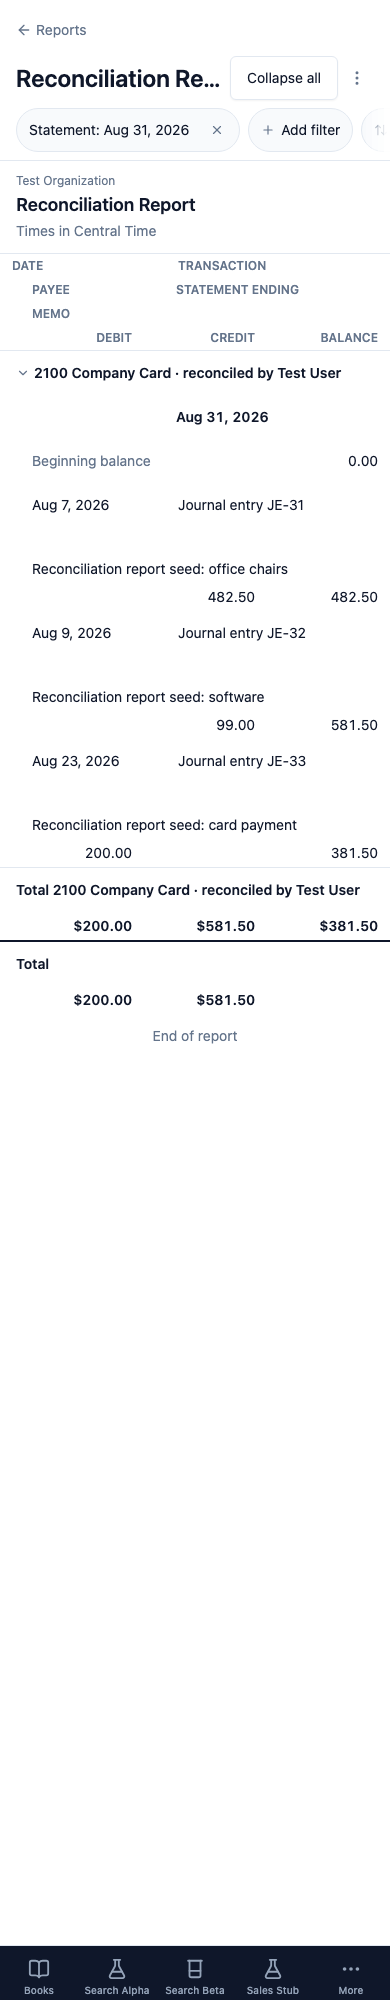 Reports
Reconciliation Re...
Collapse all
Statement: Aug 31, 2026
Add filter
Test Organization
Reconciliation Report
Times in Central Time
DATE TRANSACTION
PAYEE STATEMENT ENDING
MEMO
DEBIT CREDIT BALANCE
2100 Company Card · reconciled by Test User
Aug 31, 2026
Beginning balance 0.00
Aug 7, 2026 Journal entry JE-31
Reconciliation report seed: office chairs
482.50 482.50
Aug 9, 2026 Journal entry JE-32
Reconciliation report seed: software
99.00 581.50
Aug 23, 2026 Journal entry JE-33
Reconciliation report seed: card payment
200.00 381.50
Total 2100 Company Card · reconciled by Test User
$200.00 $581.50 $381.50
Total
$200.00 $581.50
End of report
Books Search Alpha Search Beta Sales Stub More